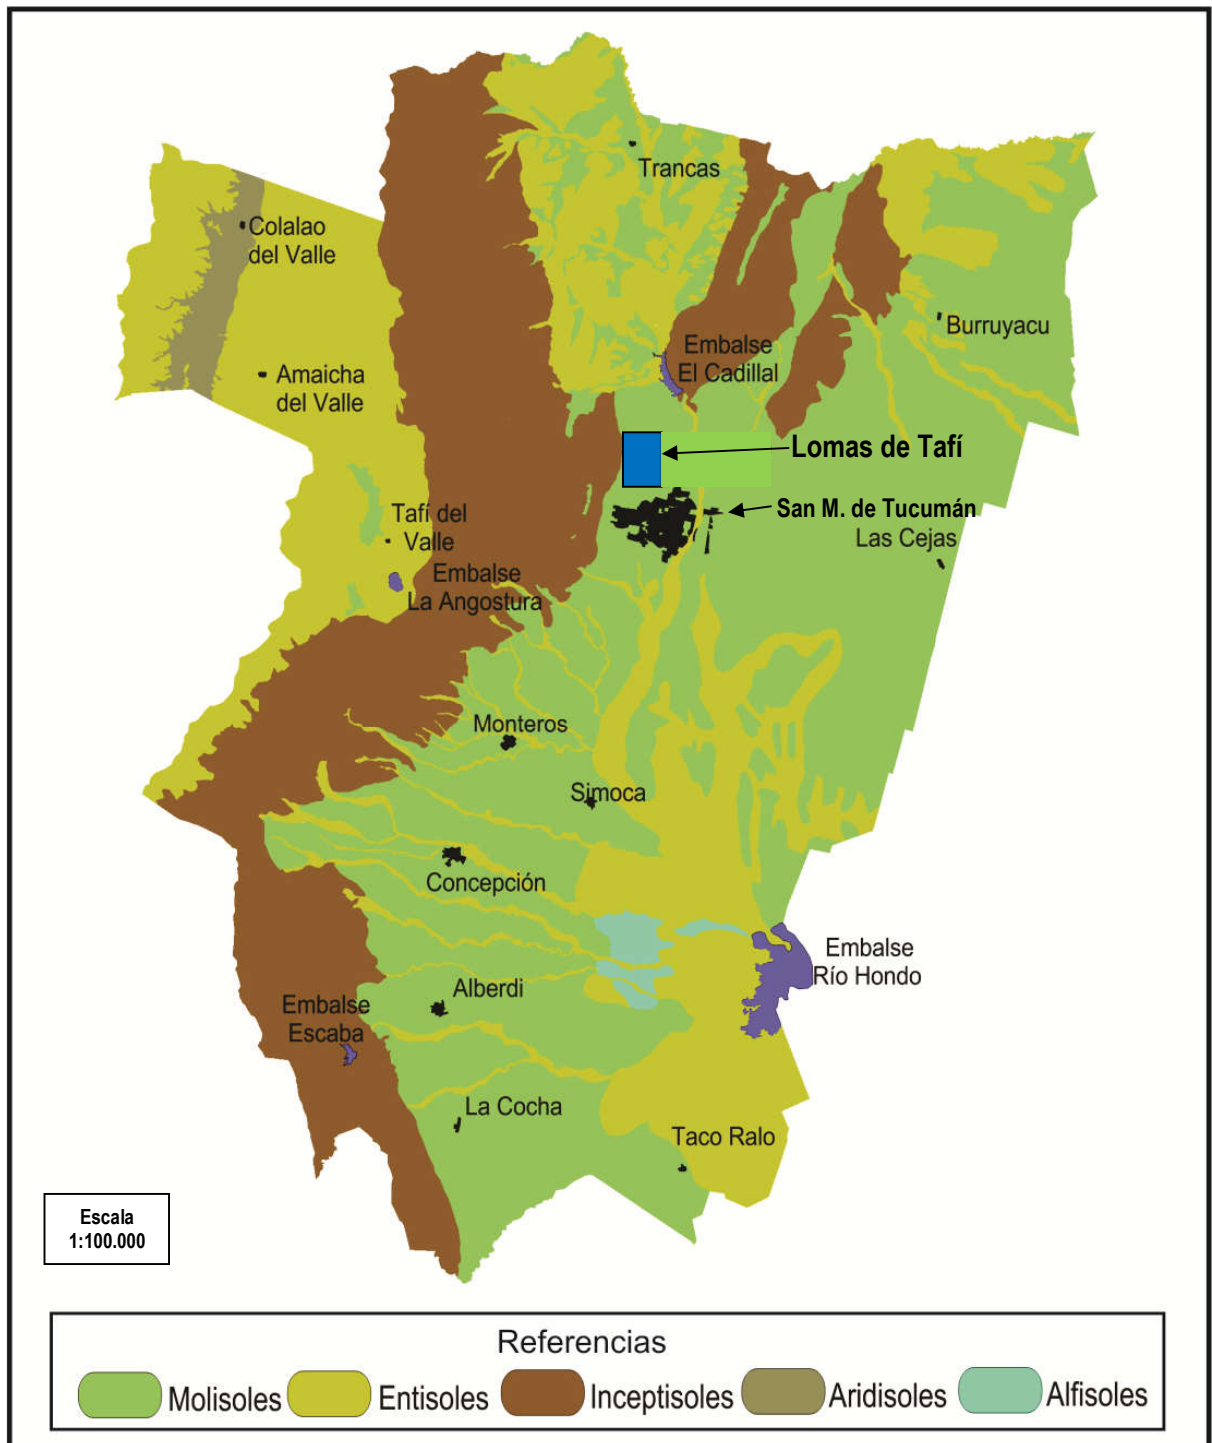 Trancas
Colalao
del Valle
Burruyacu
Embalse
El Cadillal
Amaicha
del Valle
Lomas de Tafí
San M. de Tucumán
Tafí del
Valle
Las Cejas
Embalse
La Angostura
Monteros
Simoca
Concepción
Embalse
Río Hondo
Alberdi
Embalse
Escaba
La Cocha
Taco Ralo
Escala
1:100.000
Referencias
Molisoles
Entisoles
Inceptisoles
Aridisoles
Alfisoles